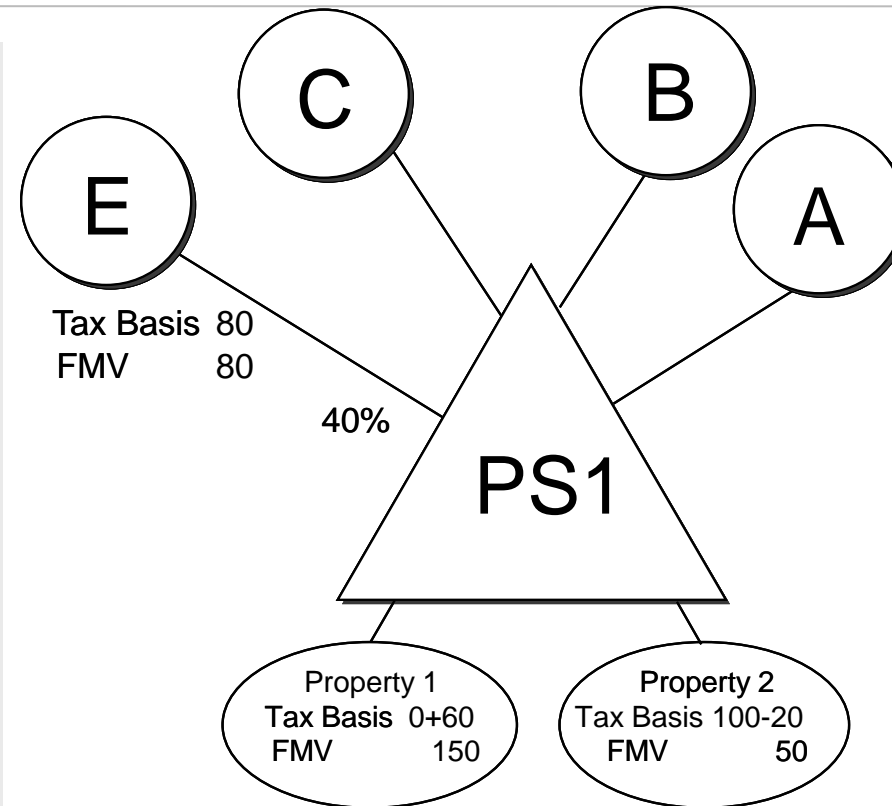 C
B
E
A
Tax Basis 80
FMV 80
40%
PS1
Property 1
Tax Basis 0+60
FMV 150
Property 2
Tax Basis 100-20
FMV 50